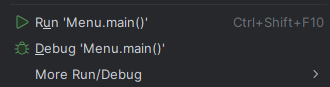 Run 'Menu.main()' Ctrl+Shift+F10
Debug 'Menu.main()'
More Run/Debug